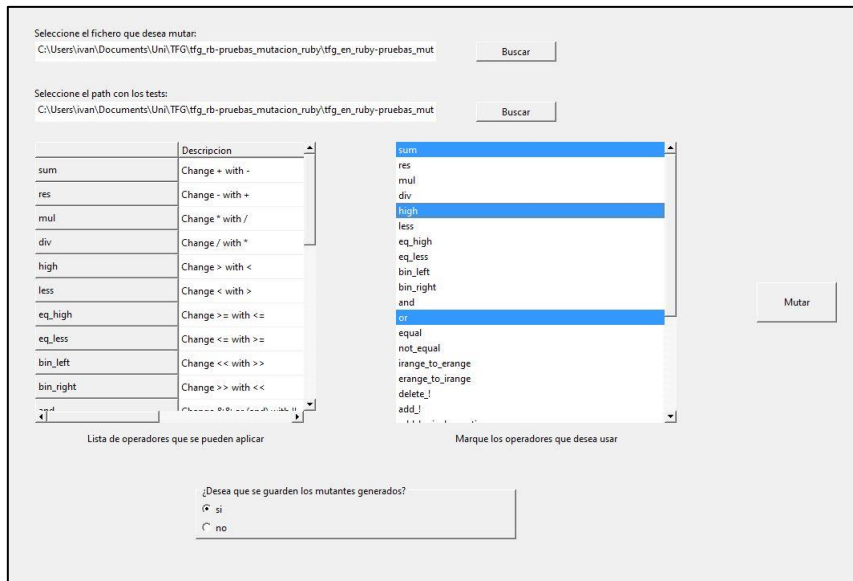 Seleccione el fichero que desea mutar:
C:\Users\ivan\Documents\Uni\TFG\tfg_rb-pruebas_mutacion_ruby\tfg_en_ruby-pruebas_mut
Buscar
Seleccione el path con los tests:
C:\Users\ivan\Documents\Uni\TFG\tfg_rb-pruebas_mutacion_ruby\tfg_en_ruby-pruebas_mut
Buscar
Descripcion
sum Change + with -
res Change - with +
mul Change * with /
div Change / with *
high Change > with <
less Change < with >
eq_high Change >= with <=
eq_less Change <= with >=
bin_left Change << with >>
bin_right Change >> with <<
and Change && or (and) with ||
Lista de operadores que se pueden aplicar
sum
res
mul
div
high
less
eq_high
eq_less
bin_left
bin_right
and
or
equal
not_equal
irange_to_erange
erange_to_irange
delete_!
add_!
Marque los operadores que desea usar
Mutar
¿Desea que se guarden los mutantes generados?
si
no